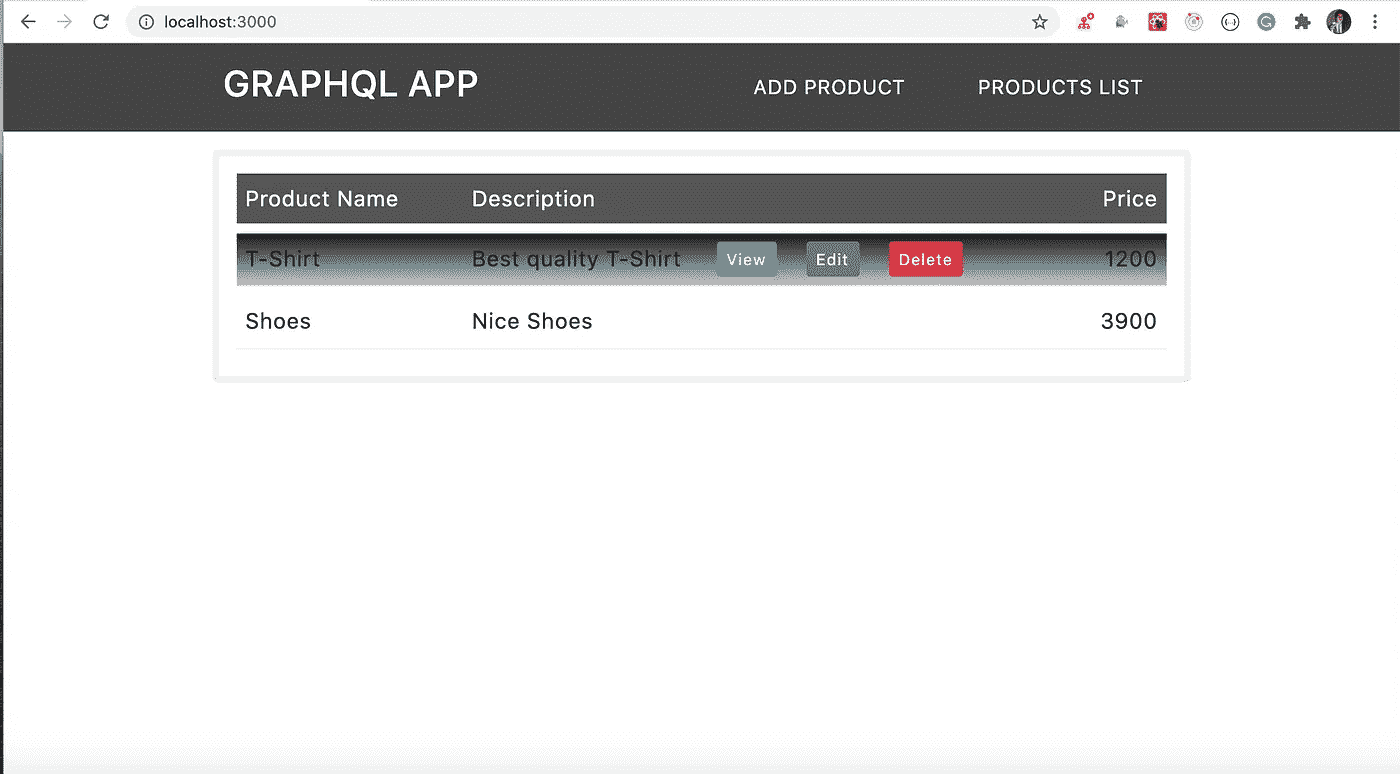 localhost:3000
GRAPHQL APP ADD PRODUCT PRODUCTS LIST
Product Name Description Price
T-Shirt Best quality T-Shirt View Edit Delete 1200
Shoes Nice Shoes 3900